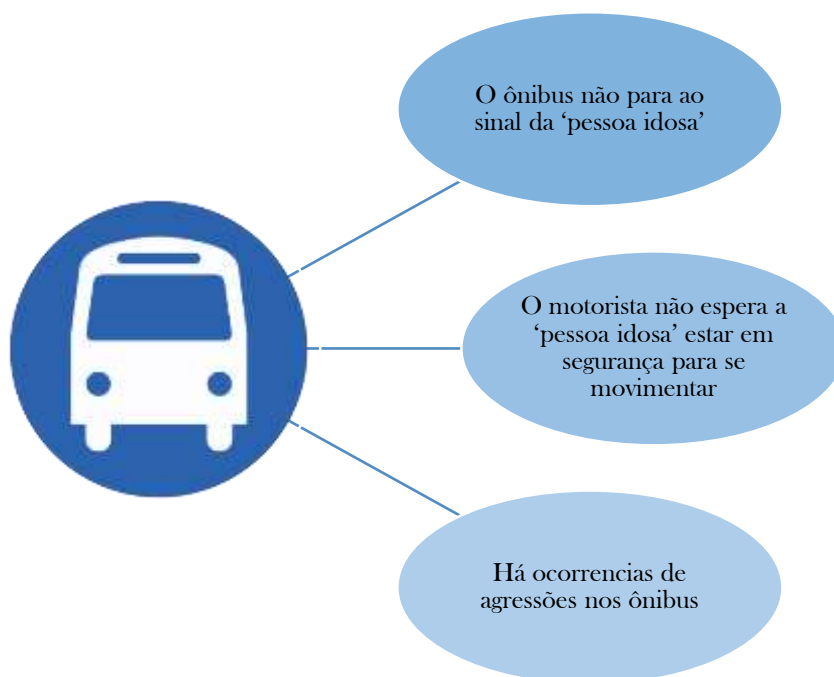 O ônibus não para ao
sinal da ‘pessoa idosa’
O motorista não espera a
‘pessoa idosa’ estar em
segurança para se
movimentar
Há ocorrencias de
agressões nos ônibus